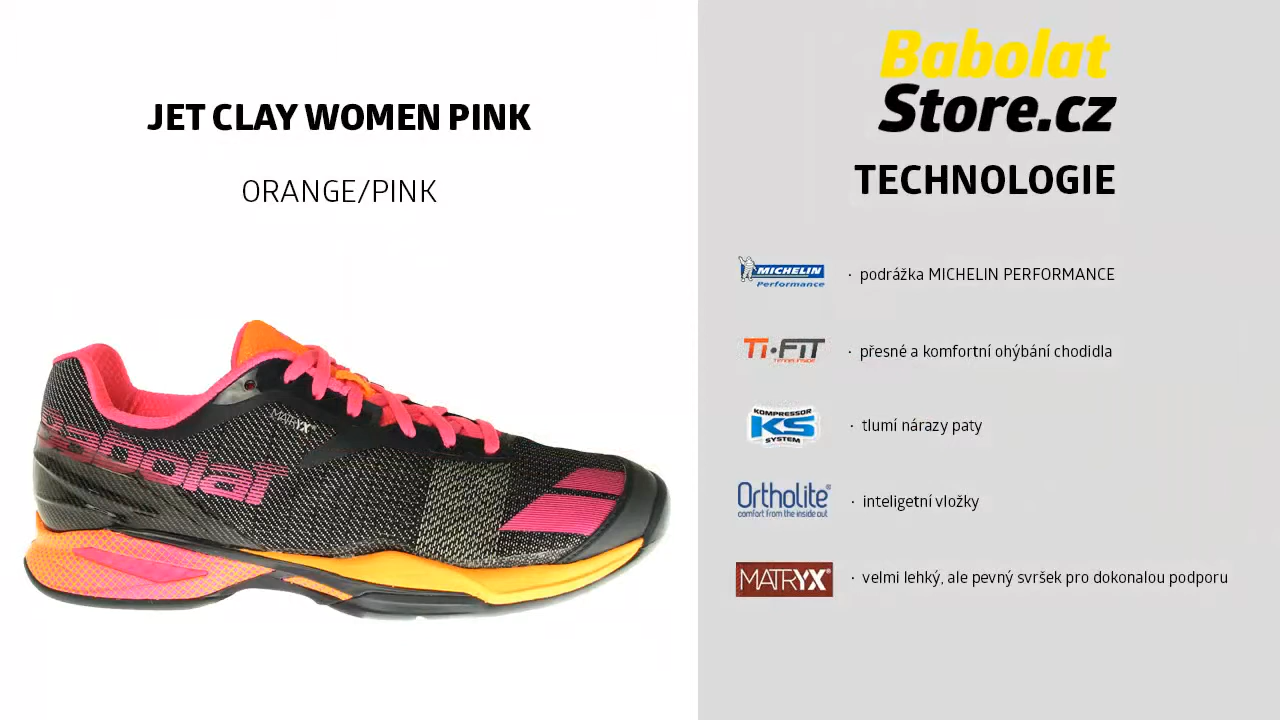 JET CLAY WOMEN PINK
ORANGE/PINK
MATRYX
babolat
Babolat
Store.cz
TECHNOLOGIE
MICHELIN
Performance
· podrážka MICHELIN PERFORMANCE
Ti·FiT
TENNIS INSIDE
· přesné a komfortní ohýbání chodidla
KOMPRESSOR
KS
SYSTEM
· tlumí nárazy paty
Ortholite®
comfort from the inside out
· inteligetní vložky
MATRYX®
· velmi lehký, ale pevný svršek pro dokonalou podporu